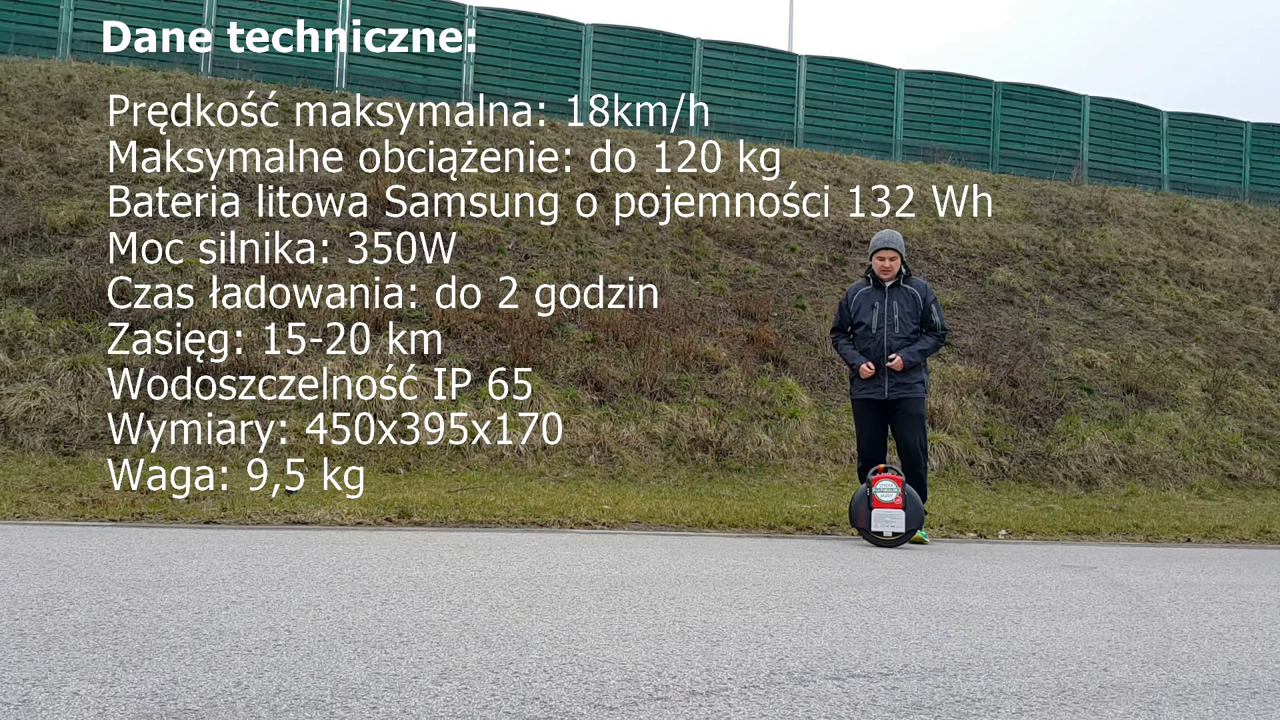 Dane techniczne:
Prędkość maksymalna: 18km/h
Maksymalne obciążenie: do 120 kg
Bateria litowa Samsung o pojemności 132 Wh
Moc silnika: 350W
Czas ładowania: do 2 godzin
Zasięg: 15-20 km
Wodoszczelność IP 65
Wymiary: 450x395x170
Waga: 9,5 kg